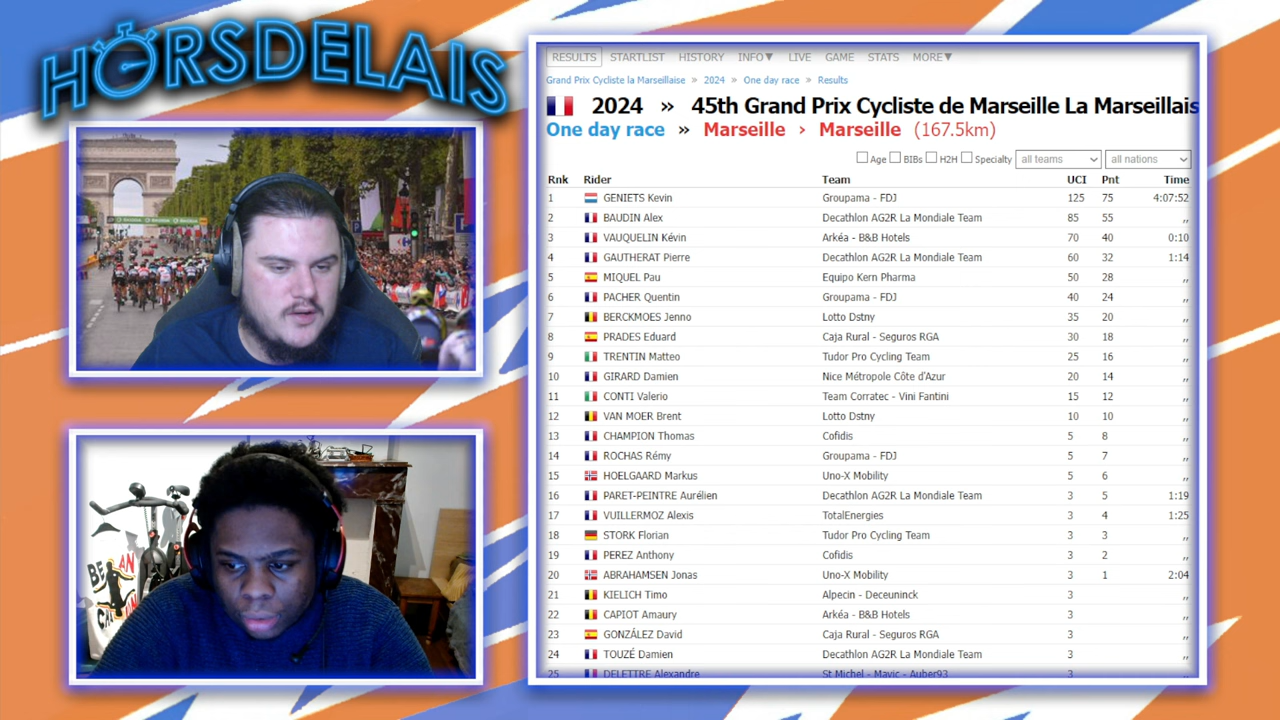 HORSDELAIS
RESULTS STARTLIST HISTORY INFO▼ LIVE GAME STATS MORE▼
Grand Prix Cycliste la Marseillaise » 2024 » One day race » Results
2024 » 45th Grand Prix Cycliste de Marseille La Marseillais
One day race » Marseille › Marseille (167.5km)
Age BIBs H2H Specialty all teams all nations
Rnk Rider Team UCI Pnt Time
1 GENIETS Kevin Groupama - FDJ 125 75 4:07:52
2 BAUDIN Alex Decathlon AG2R La Mondiale Team 85 55 ,,
3 VAUQUELIN Kévin Arkéa - B&B Hotels 70 40 0:10
4 GAUTHERAT Pierre Decathlon AG2R La Mondiale Team 60 32 1:14
5 MIQUEL Pau Equipo Kern Pharma 50 28 ,,
6 PACHER Quentin Groupama - FDJ 40 24 ,,
7 BERCKMOES Jenno Lotto Dstny 35 20 ,,
8 PRADES Eduard Caja Rural - Seguros RGA 30 18 ,,
9 TRENTIN Matteo Tudor Pro Cycling Team 25 16 ,,
10 GIRARD Damien Nice Métropole Côte d'Azur 20 14 ,,
11 CONTI Valerio Team Corratec - Vini Fantini 15 12 ,,
12 VAN MOER Brent Lotto Dstny 10 10 ,,
13 CHAMPION Thomas Cofidis 5 8 ,,
14 ROCHAS Rémy Groupama - FDJ 5 7 ,,
15 HOELGAARD Markus Uno-X Mobility 5 6 ,,
16 PARET-PEINTRE Aurélien Decathlon AG2R La Mondiale Team 3 5 1:19
17 VUILLERMOZ Alexis TotalEnergies 3 4 1:25
18 STORK Florian Tudor Pro Cycling Team 3 3 ,,
19 PEREZ Anthony Cofidis 3 2 ,,
20 ABRAHAMSEN Jonas Uno-X Mobility 3 1 2:04
21 KIELICH Timo Alpecin - Deceuninck 3 ,,
22 CAPIOT Amaury Arkéa - B&B Hotels 3 ,,
23 GONZÁLEZ David Caja Rural - Seguros RGA 3 ,,
24 TOUZÉ Damien Decathlon AG2R La Mondiale Team 3 ,,
25 DELETTRE Alexandre St Michel - Mavic - Auber93 3 ,,
BE AN